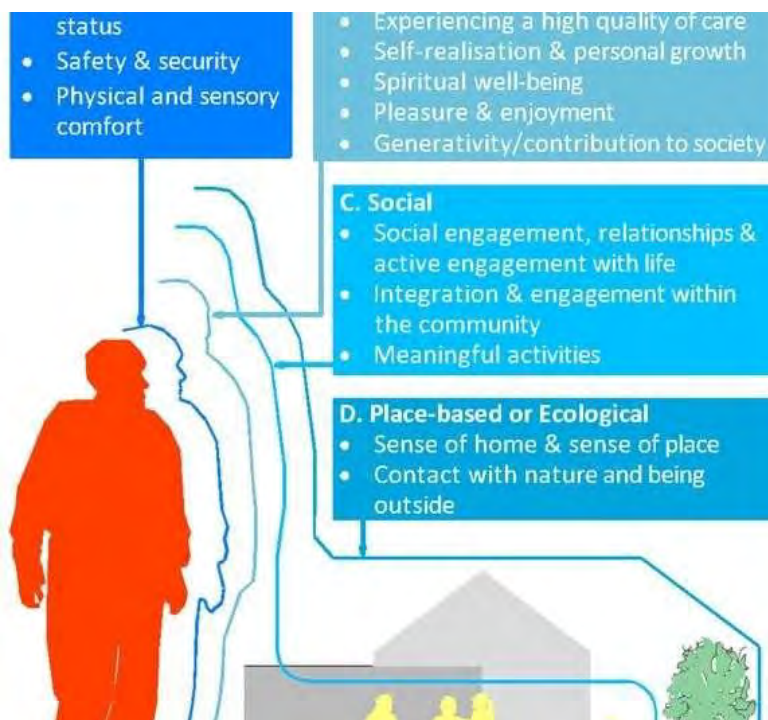 status
• Safety & security
• Physical and sensory
comfort
• Experiencing a high quality of care
• Self-realisation & personal growth
• Spiritual well-being
• Pleasure & enjoyment
• Generativity/contribution to society
C. Social
• Social engagement, relationships &
active engagement with life
• Integration & engagement within
the community
• Meaningful activities
D. Place-based or Ecological
• Sense of home & sense of place
• Contact with nature and being
outside